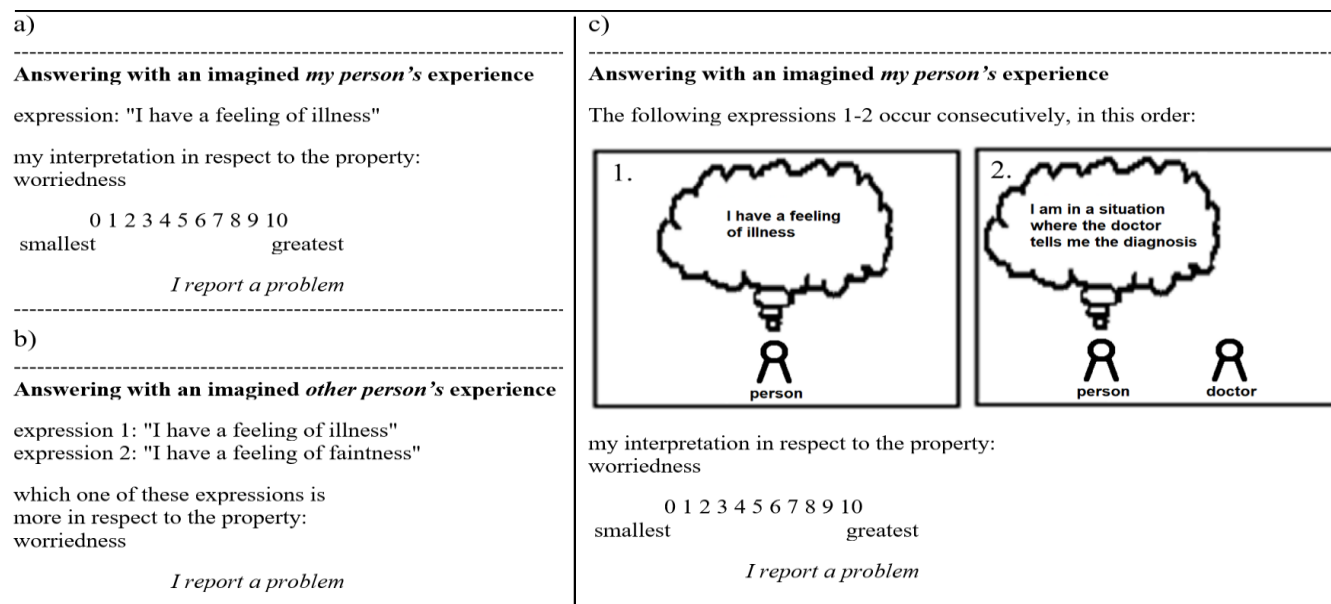 a)
------------------------------------------------------------
Answering with an imagined my person's experience
expression: "I have a feeling of illness"
my interpretation in respect to the property:
worriedness
0 1 2 3 4 5 6 7 8 9 10
smallest greatest
I report a problem
------------------------------------------------------------
b)
------------------------------------------------------------
Answering with an imagined other person's experience
expression 1: "I have a feeling of illness"
expression 2: "I have a feeling of faintness"
which one of these expressions is
more in respect to the property:
worriedness
I report a problem
c)
------------------------------------------------------------
Answering with an imagined my person's experience
The following expressions 1-2 occur consecutively, in this order:
1.
I have a feeling
of illness
person
2.
I am in a situation
where the doctor
tells me the diagnosis
person doctor
my interpretation in respect to the property:
worriedness
0 1 2 3 4 5 6 7 8 9 10
smallest greatest
I report a problem